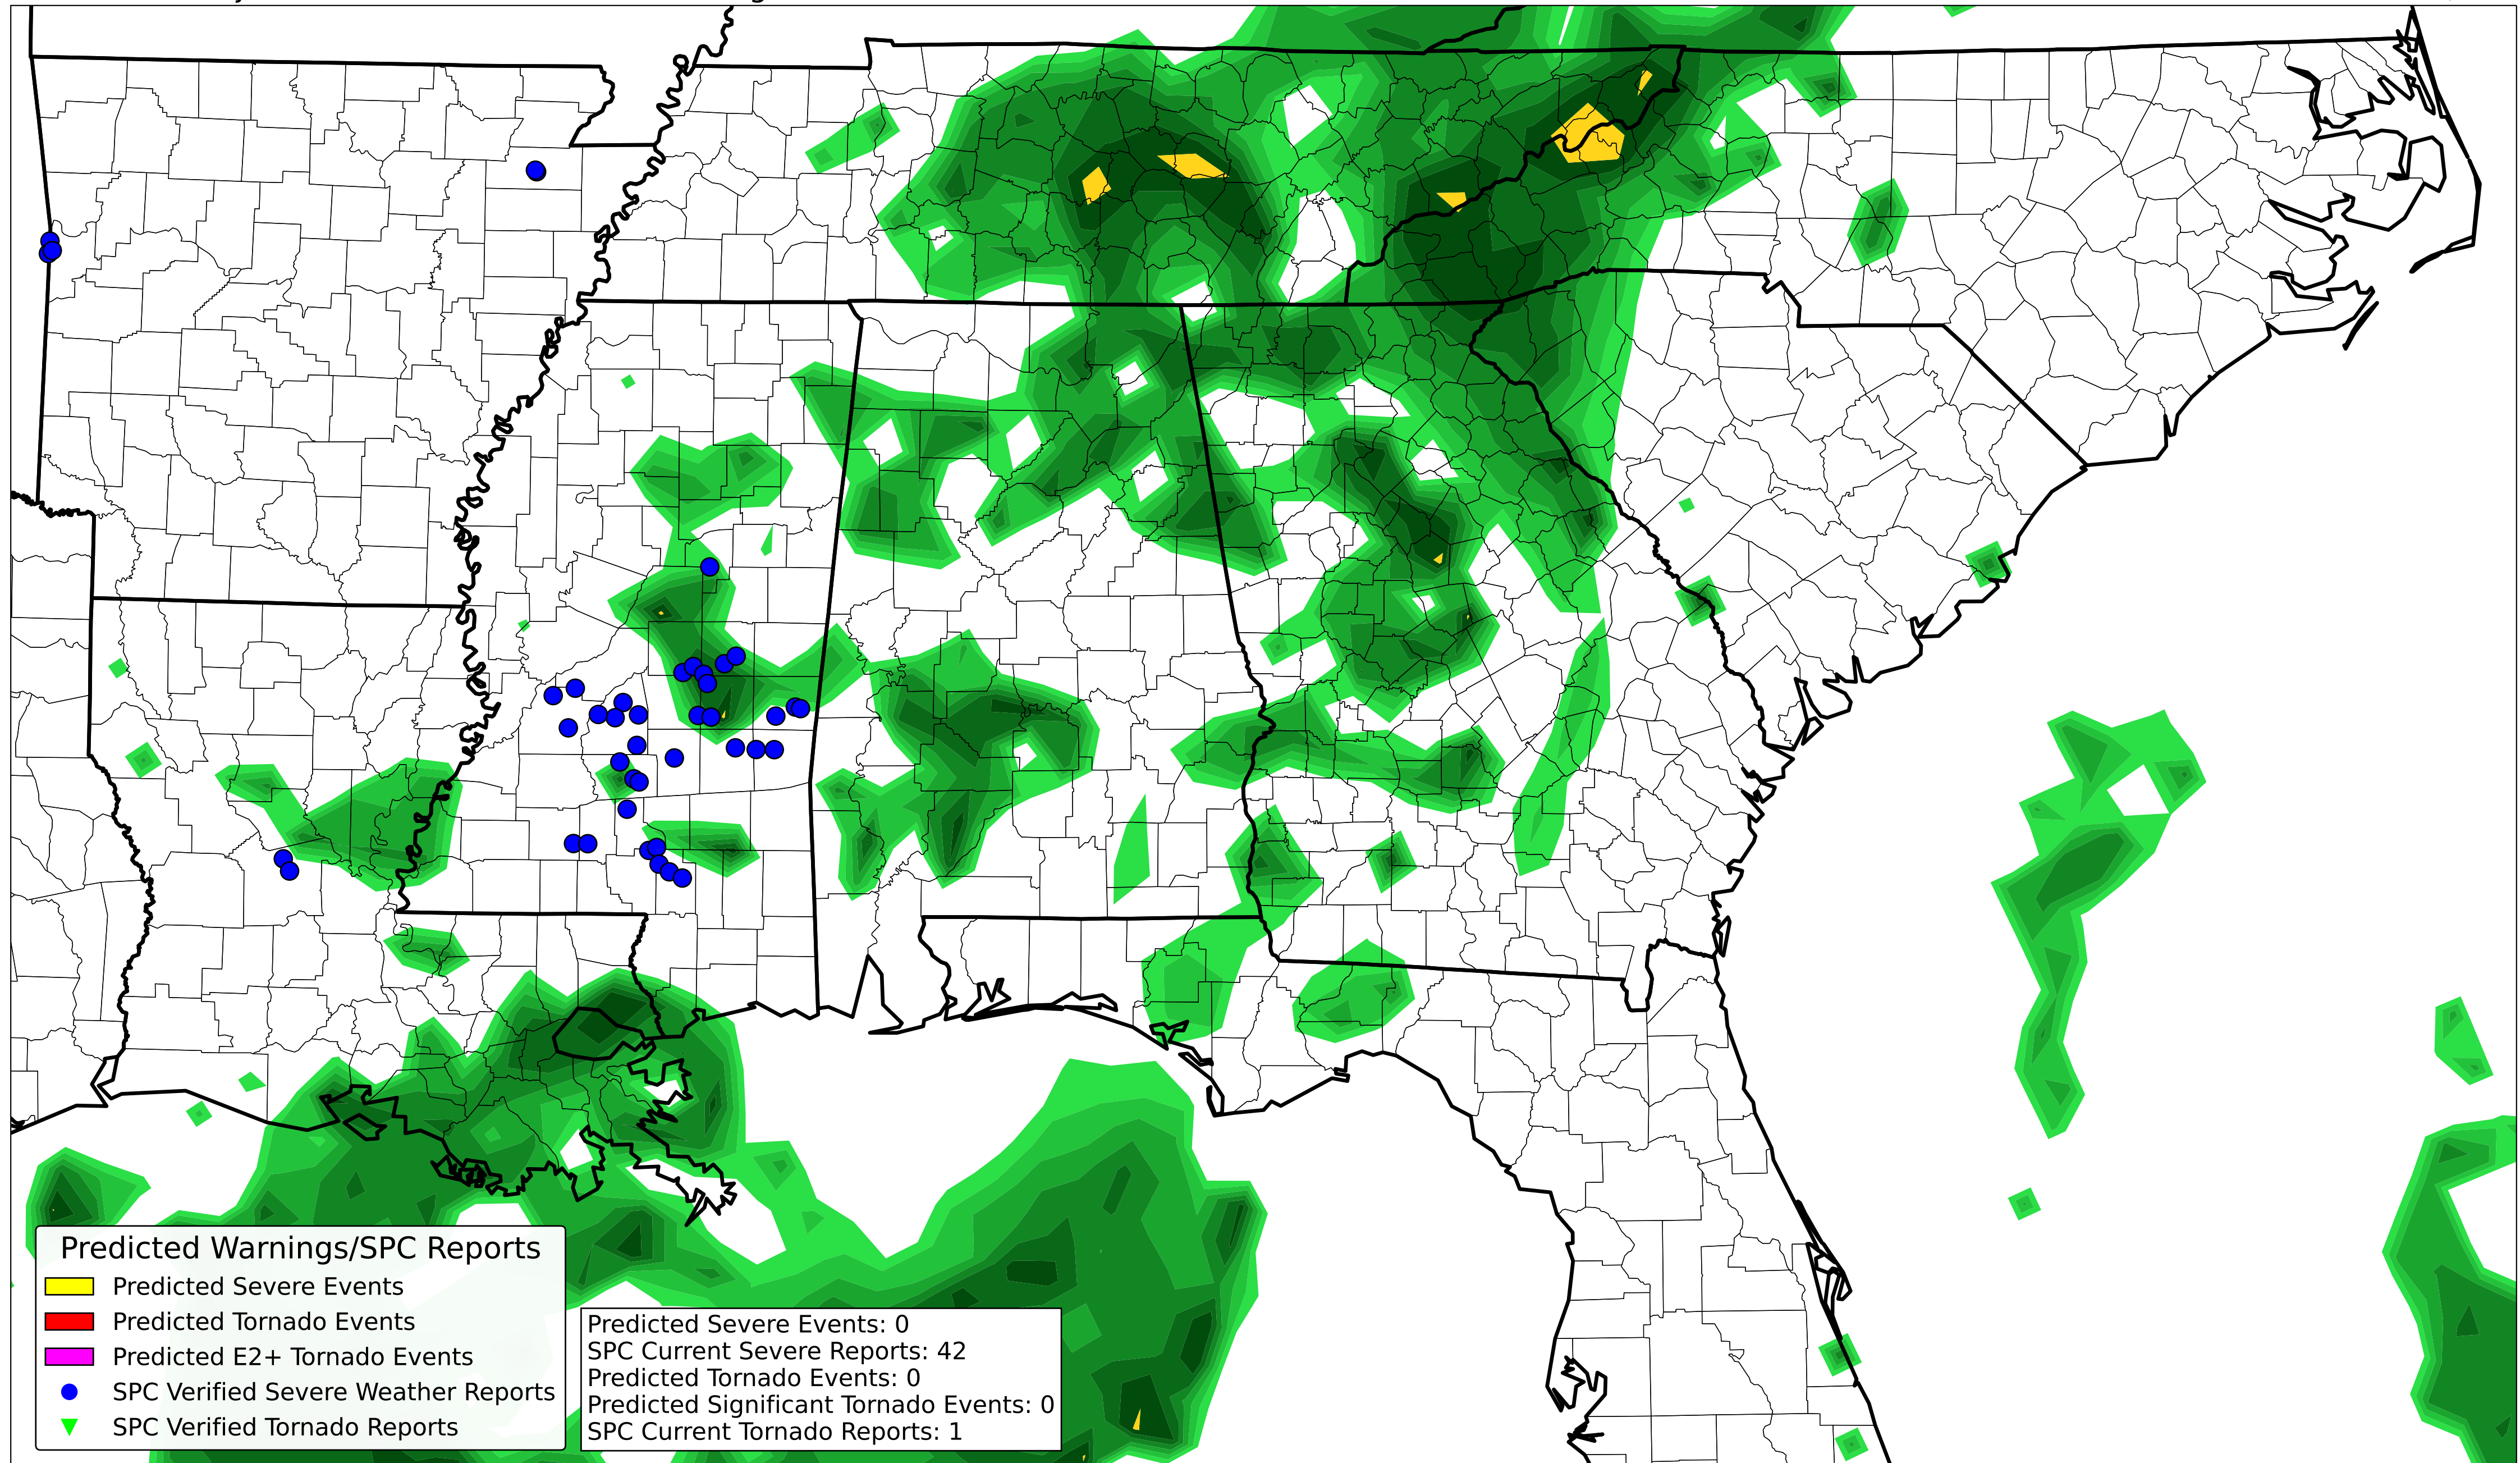 Predicted Warnings/SPC Reports
Predicted Severe Events
Predicted Tornado Events
Predicted E2+ Tornado Events
SPC Verified Severe Weather Reports
SPC Verified Tornado Reports
Predicted Severe Events: 0
SPC Current Severe Reports: 42
Predicted Tornado Events: 0
Predicted Significant Tornado Events: 0
SPC Current Tornado Reports: 1